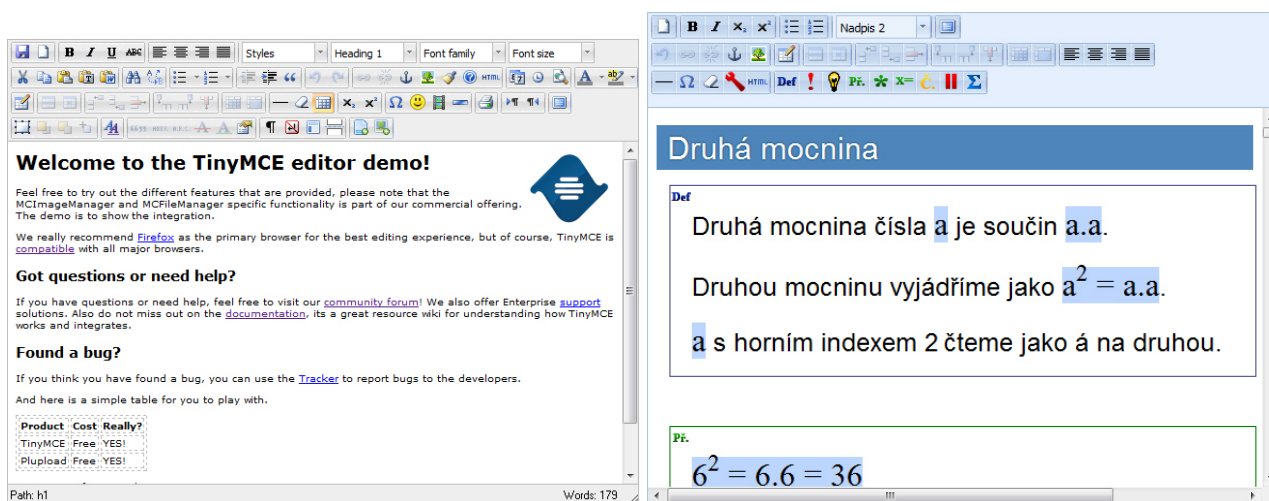 B I U ABC Styles Heading 1 Font family Font size
HTML
Welcome to the TinyMCE editor demo!
Feel free to try out the different features that are provided, please note that the
MCImageManager and MCFileManager specific functionality is part of our commercial offering.
The demo is to show the integration.
We really recommend Firefox as the primary browser for the best editing experience, but of course, TinyMCE is
compatible with all major browsers.
Got questions or need help?
If you have questions or need help, feel free to visit our community forum! We also offer Enterprise support
solutions. Also do not miss out on the documentation, its a great resource wiki for understanding how TinyMCE
works and integrates.
Found a bug?
If you think you have found a bug, you can use the Tracker to report bugs to the developers.
And here is a simple table for you to play with.
Product Cost Really?
TinyMCE Free YES!
Plupload Free YES!
Path: h1 Words: 179
B I x₂ x² Nadpis 2
HTML Def ! Př. X= Č. Σ
Druhá mocnina
Def
Druhá mocnina čísla a je součin a.a.
Druhou mocninu vyjádříme jako a² = a.a.
a s horním indexem 2 čteme jako á na druhou.
Př.
6² = 6.6 = 36